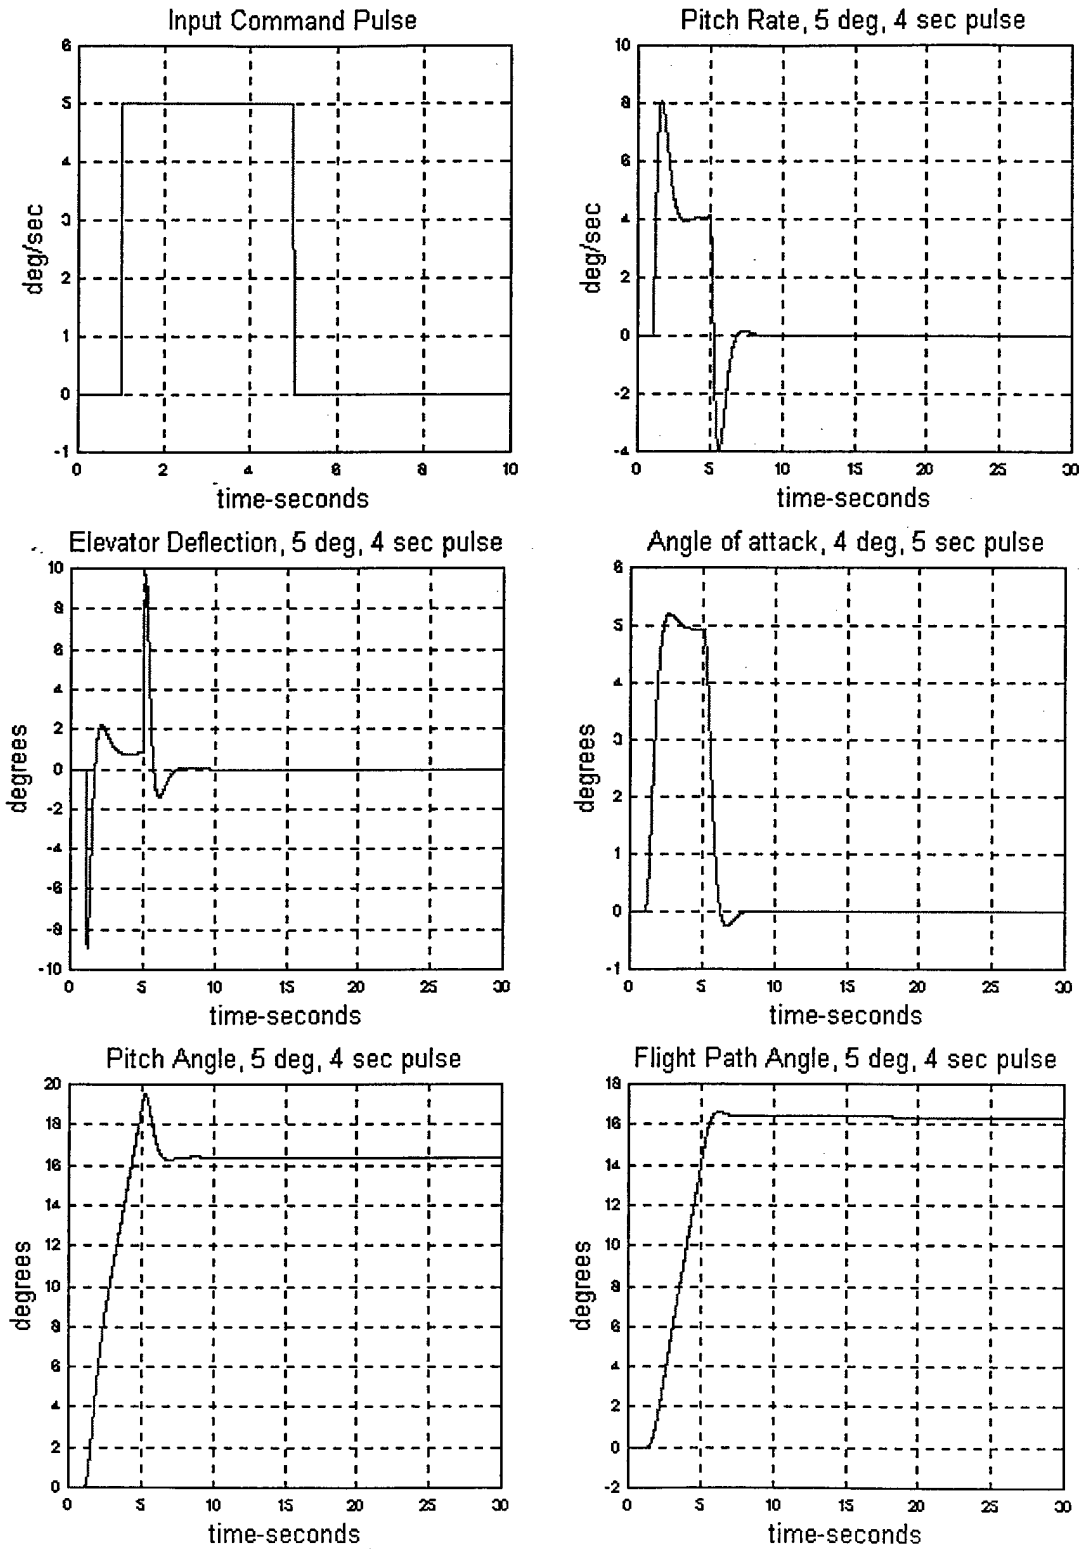 Input Command Pulse
6
5
4
3
2
1
0
-1
deg/sec
0 2 4 6 8 10
time-seconds
Pitch Rate, 5 deg, 4 sec pulse
10
8
6
4
2
0
-2
-4
deg/sec
0 5 10 15 20 25 30
time-seconds
Elevator Deflection, 5 deg, 4 sec pulse
10
8
6
4
2
0
-2
-4
-6
-8
-10
degrees
0 5 10 15 20 25 30
time-seconds
Angle of attack, 4 deg, 5 sec pulse
6
5
4
3
2
1
0
-1
degrees
0 5 10 15 20 25 30
time-seconds
Pitch Angle, 5 deg, 4 sec pulse
20
18
16
14
12
10
8
6
4
2
0
degrees
0 5 10 15 20 25 30
time-seconds
Flight Path Angle, 5 deg, 4 sec pulse
18
16
14
12
10
8
6
4
2
0
-2
degrees
0 5 10 15 20 25 30
time-seconds